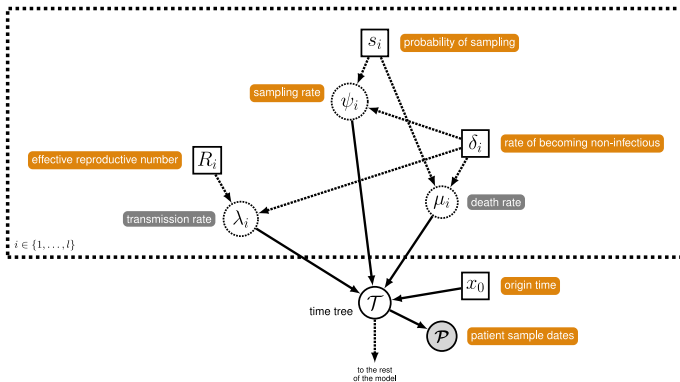 s_i probability of sampling
sampling rate ψ_i
δ_i rate of becoming non-infectious
effective reproductive number R_i
μ_i death rate
transmission rate λ_i
i ∈ {1, . . . , l}
x_0 origin time
time tree 𝒯
𝓟 patient sample dates
to the rest
of the model